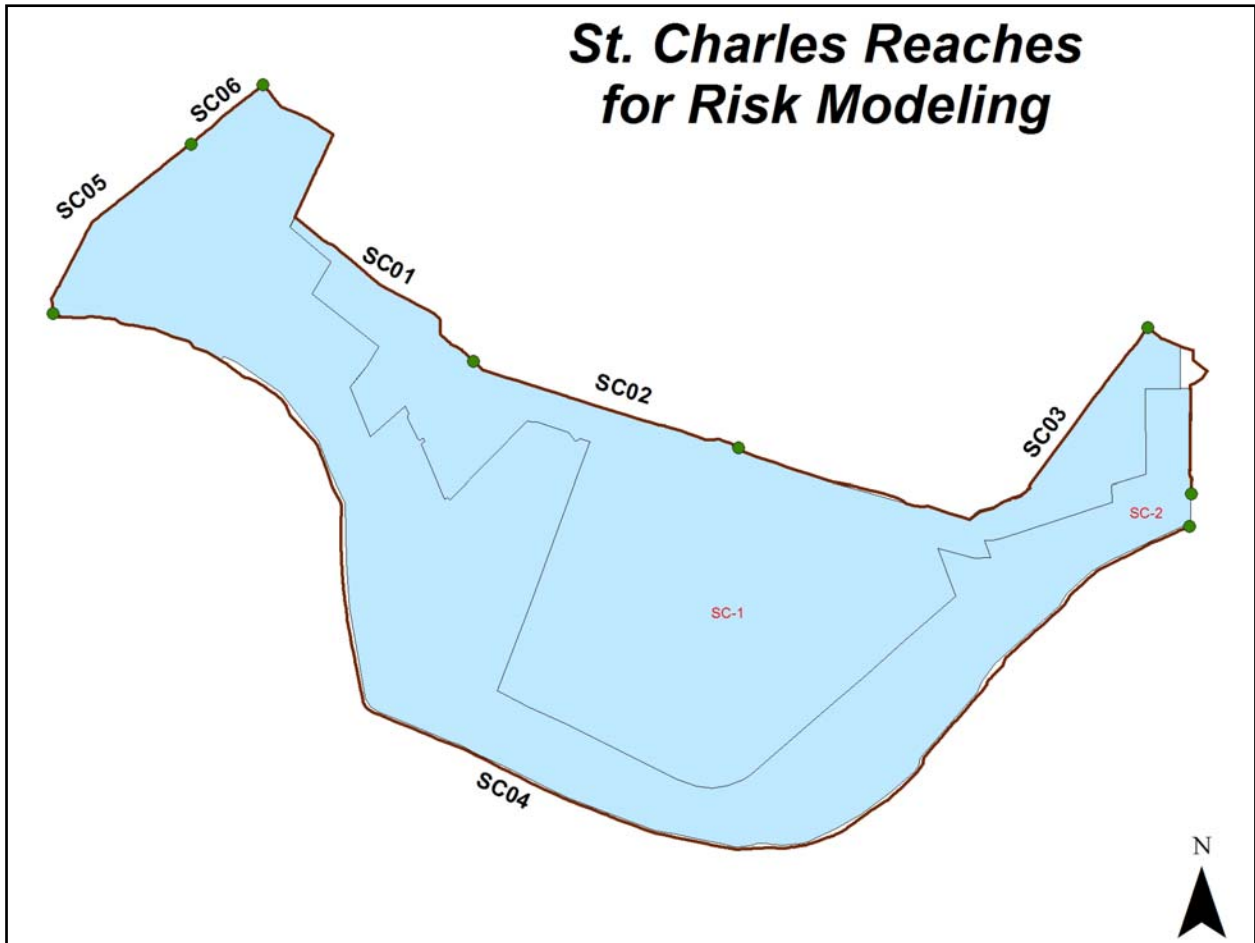 St. Charles Reaches
for Risk Modeling
SC06
SC05
SC01
SC02
SC03
SC-2
SC-1
SC04
N